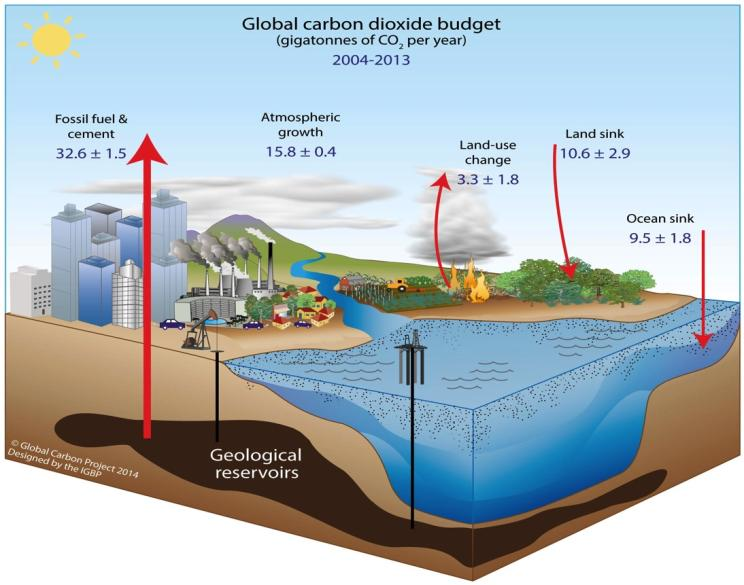 Global carbon dioxide budget
(gigatonnes of CO₂ per year)
2004-2013
Fossil fuel &
cement
32.6 ± 1.5
Atmospheric
growth
15.8 ± 0.4
Land-use
change
3.3 ± 1.8
Land sink
10.6 ± 2.9
Ocean sink
9.5 ± 1.8
Geological
reservoirs
© Global Carbon Project 2014
Designed by the IGBP